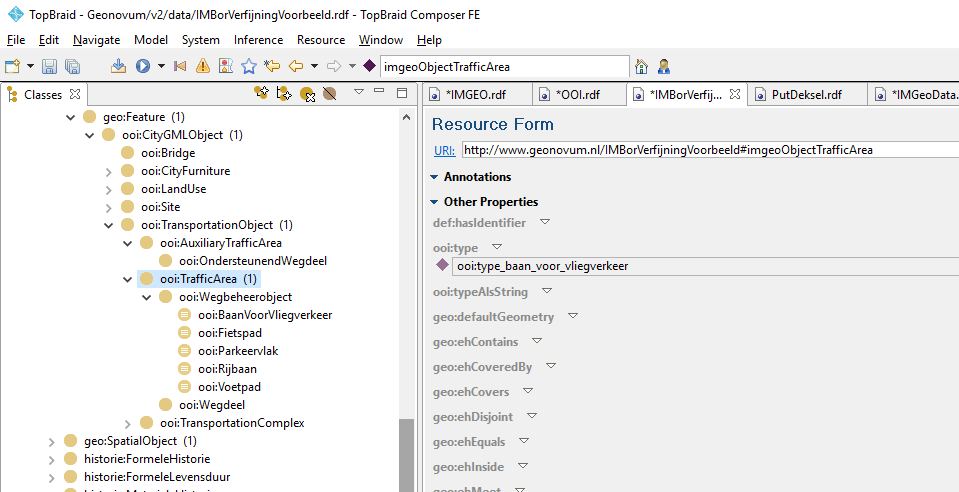 TopBraid - Geonovum/v2/data/IMBorVerfijningVoorbeeld.rdf - TopBraid Composer FE
File Edit Navigate Model System Inference Resource Window Help
imgeoObjectTrafficArea
Classes
geo:Feature (1)
ooi:CityGMLObject (1)
ooi:Bridge
ooi:CityFurniture
ooi:LandUse
ooi:Site
ooi:TransportationObject (1)
ooi:AuxiliaryTrafficArea
ooi:OndersteunendWegdeel
ooi:TrafficArea (1)
ooi:Wegbeheerobject
ooi:BaanVoorVliegverkeer
ooi:Fietspad
ooi:Parkeervlak
ooi:Rijbaan
ooi:Voetpad
ooi:Wegdeel
ooi:TransportationComplex
geo:SpatialObject (1)
historie:FormeleHistorie
historie:FormeleLevensduur
*IMGEO.rdf *OOI.rdf *IMBorVerfij... PutDeksel.rdf *IMGeoData.
Resource Form
URI: http://www.geonovum.nl/IMBorVerfijningVoorbeeld#imgeoObjectTrafficArea
Annotations
Other Properties
def:hasIdentifier
ooi:type
ooi:type_baan_voor_vliegverkeer
ooi:typeAlsString
geo:defaultGeometry
geo:ehContains
geo:ehCoveredBy
geo:ehCovers
geo:ehDisjoint
geo:ehEquals
geo:ehInside
geo:ehMeet